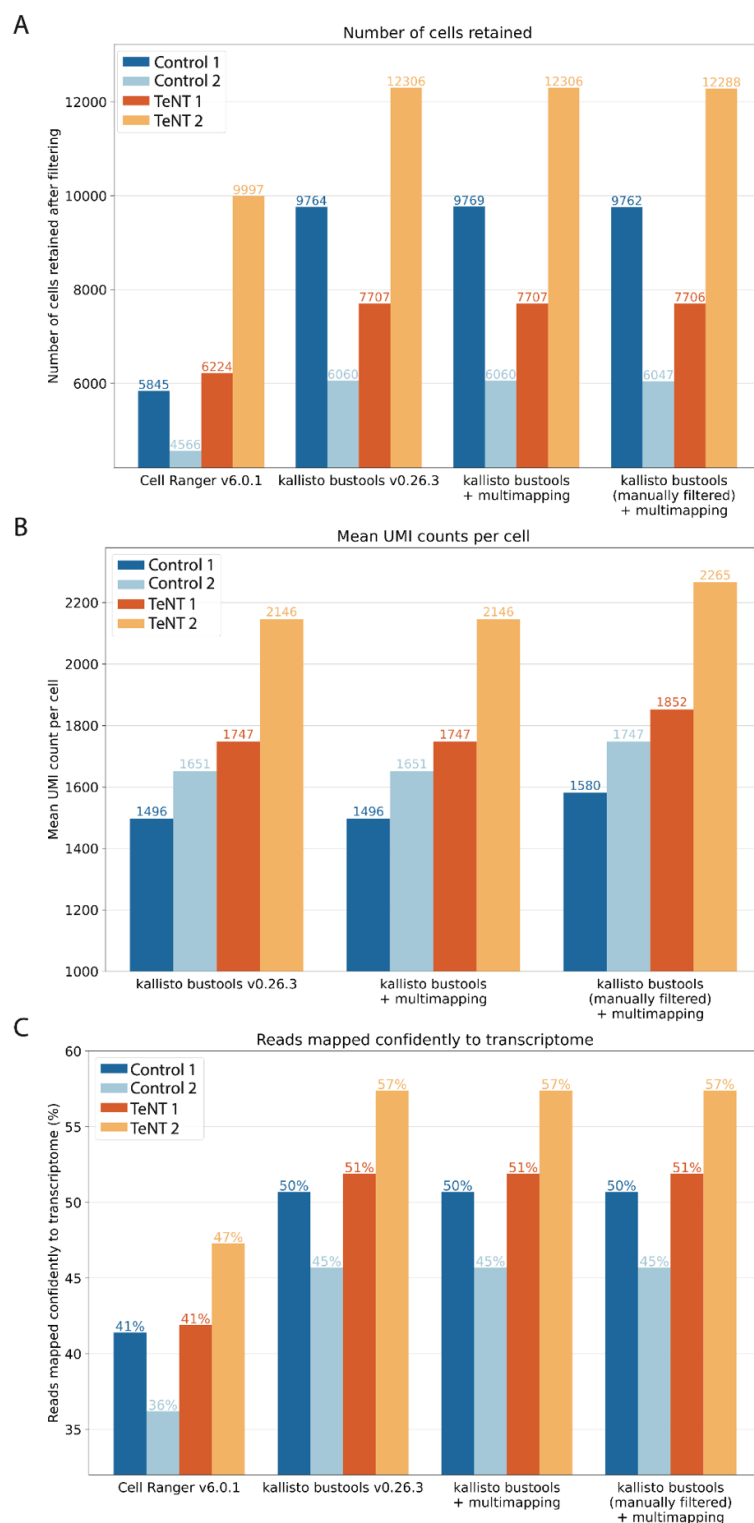 A
Number of cells retained
Control 1
Control 2
TeNT 1
TeNT 2
Number of cells retained after filtering
12000
10000
8000
6000
5845
4566
6224
9997
9764
6060
7707
12306
9769
6060
7707
12306
9762
6047
7706
12288
Cell Ranger v6.0.1
kallisto bustools v0.26.3
kallisto bustools
+ multimapping
kallisto bustools
(manually filtered)
+ multimapping
B
Mean UMI counts per cell
Control 1
Control 2
TeNT 1
TeNT 2
Mean UMI count per cell
2200
2000
1800
1600
1400
1200
1000
1496
1651
1747
2146
1496
1651
1747
2146
1580
1747
1852
2265
kallisto bustools v0.26.3
kallisto bustools
+ multimapping
kallisto bustools
(manually filtered)
+ multimapping
C
Reads mapped confidently to transcriptome
Control 1
Control 2
TeNT 1
TeNT 2
Reads mapped confidently to transcriptome (%)
60
55
50
45
40
35
41%
36%
41%
47%
50%
45%
51%
57%
50%
45%
51%
57%
50%
45%
51%
57%
Cell Ranger v6.0.1
kallisto bustools v0.26.3
kallisto bustools
+ multimapping
kallisto bustools
(manually filtered)
+ multimapping